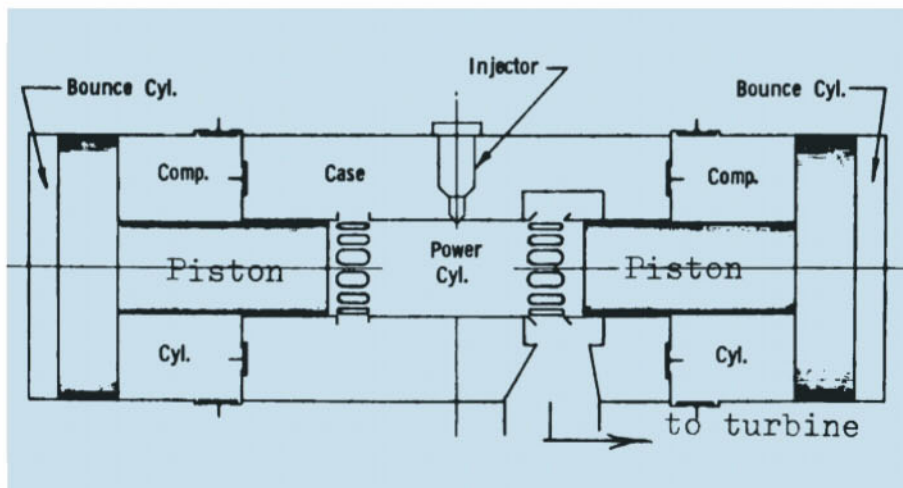 Injector
Bounce Cyl.
Bounce Cyl.
Comp.
Case
Comp.
Power
Cyl.
Piston
Piston
Cyl.
Cyl.
to turbine